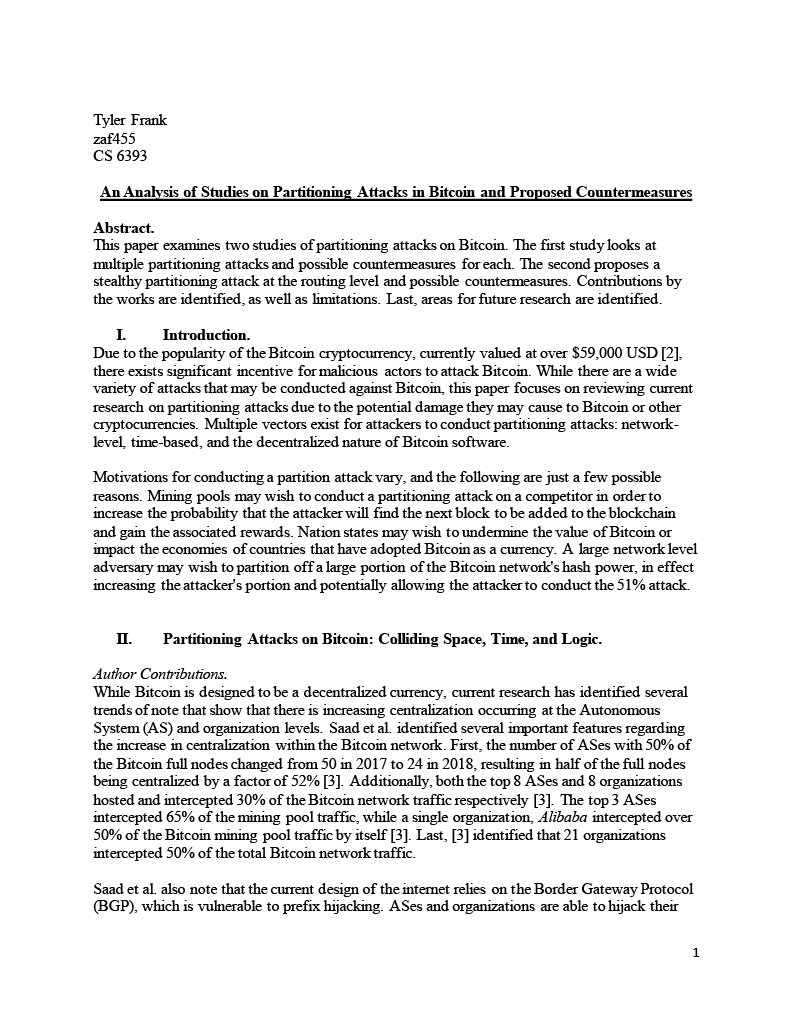 Tyler Frank
zaf455
CS 6393
An Analysis of Studies on Partitioning Attacks in Bitcoin and Proposed Countermeasures
Abstract.
This paper examines two studies of partitioning attacks on Bitcoin. The first study looks at
multiple partitioning attacks and possible countermeasures for each. The second proposes a
stealthy partitioning attack at the routing level and possible countermeasures. Contributions by
the works are identified, as well as limitations. Last, areas for future research are identified.
I. Introduction.
Due to the popularity of the Bitcoin cryptocurrency, currently valued at over $59,000 USD [2],
there exists significant incentive for malicious actors to attack Bitcoin. While there are a wide
variety of attacks that may be conducted against Bitcoin, this paper focuses on reviewing current
research on partitioning attacks due to the potential damage they may cause to Bitcoin or other
cryptocurrencies. Multiple vectors exist for attackers to conduct partitioning attacks: network-
level, time-based, and the decentralized nature of Bitcoin software.
Motivations for conducting a partition attack vary, and the following are just a few possible
reasons. Mining pools may wish to conduct a partitioning attack on a competitor in order to
increase the probability that the attacker will find the next block to be added to the blockchain
and gain the associated rewards. Nation states may wish to undermine the value of Bitcoin or
impact the economies of countries that have adopted Bitcoin as a currency. A large network level
adversary may wish to partition off a large portion of the Bitcoin network's hash power, in effect
increasing the attacker's portion and potentially allowing the attacker to conduct the 51% attack.
II. Partitioning Attacks on Bitcoin: Colliding Space, Time, and Logic.
Author Contributions.
While Bitcoin is designed to be a decentralized currency, current research has identified several
trends of note that show that there is increasing centralization occurring at the Autonomous
System (AS) and organization levels. Saad et al. identified several important features regarding
the increase in centralization within the Bitcoin network. First, the number of ASes with 50% of
the Bitcoin full nodes changed from 50 in 2017 to 24 in 2018, resulting in half of the full nodes
being centralized by a factor of 52% [3]. Additionally, both the top 8 ASes and 8 organizations
hosted and intercepted 30% of the Bitcoin network traffic respectively [3]. The top 3 ASes
intercepted 65% of the mining pool traffic, while a single organization, Alibaba intercepted over
50% of the Bitcoin mining pool traffic by itself [3]. Last, [3] identified that 21 organizations
intercepted 50% of the total Bitcoin network traffic.
Saad et al. also note that the current design of the internet relies on the Border Gateway Protocol
(BGP), which is vulnerable to prefix hijacking. ASes and organizations are able to hijack their
1